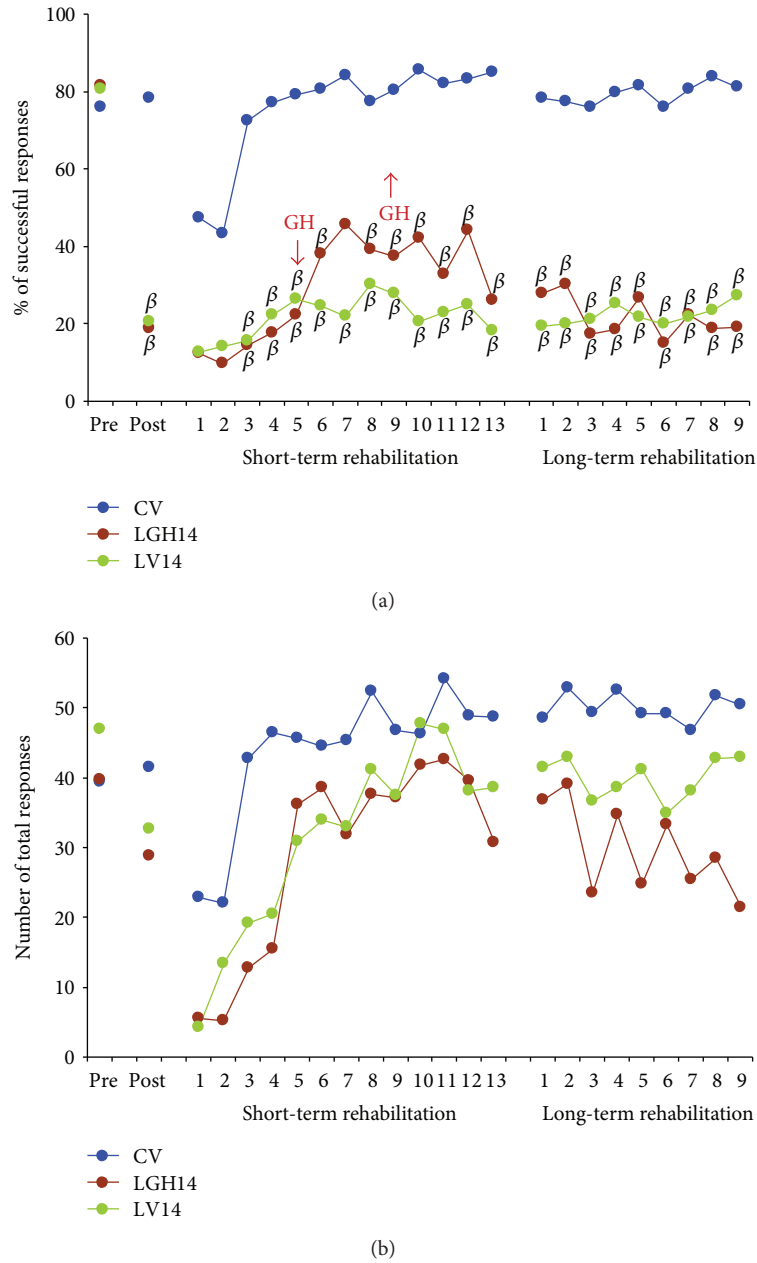 100
80
60
40
20
0
% of successful responses
GH
GH
β
β
β β β β β β β β β β
β β β β β β β β β β β
β β β β β β β β β
β β β β β β β β β
Pre Post 1 2 3 4 5 6 7 8 9 10 11 12 13 1 2 3 4 5 6 7 8 9
Short-term rehabilitation Long-term rehabilitation
CV
LGH14
LV14
(a)
60
50
40
30
20
10
0
Number of total responses
Pre Post 1 2 3 4 5 6 7 8 9 10 11 12 13 1 2 3 4 5 6 7 8 9
Short-term rehabilitation Long-term rehabilitation
CV
LGH14
LV14
(b)